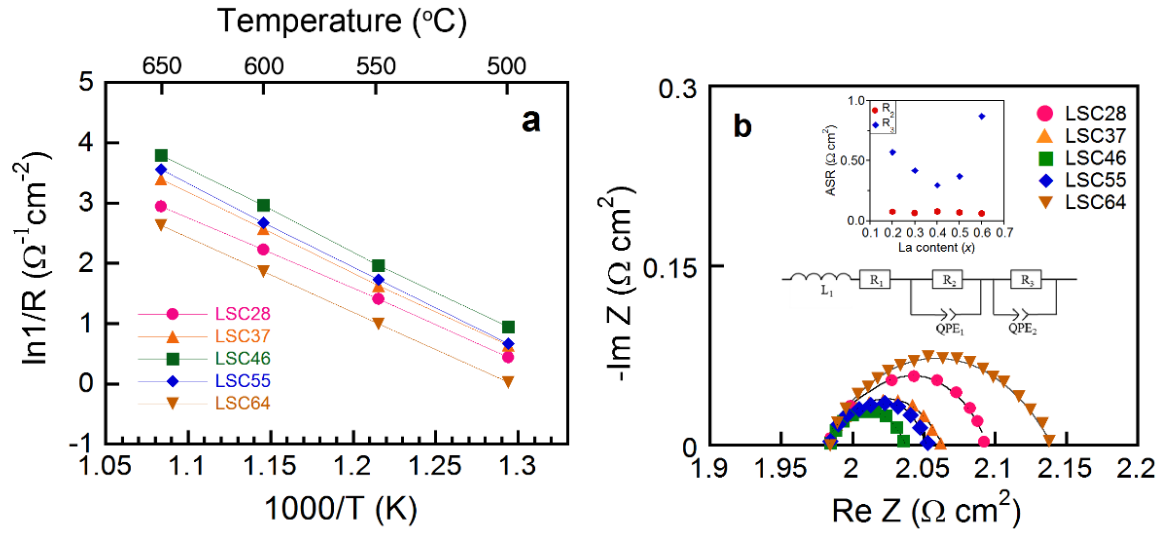 Temperature (°C)
650 600 550 500
5
4
3
2
1
0
-1
ln1/R (Ω⁻¹cm⁻²)
a
LSC28
LSC37
LSC46
LSC55
LSC64
1.05 1.1 1.15 1.2 1.25 1.3
1000/T (K)
0.3
0.15
0
-Im Z (Ω cm²)
b
LSC28
LSC37
LSC46
LSC55
LSC64
1.0
0.50
0.0
ASR (Ω cm²)
0.1 0.2 0.3 0.4 0.5 0.6 0.7
La content (x)
L₁ R₁ R₂ R₃
QPE₁ QPE₂
1.9 1.95 2 2.05 2.1 2.15 2.2
Re Z (Ω cm²)